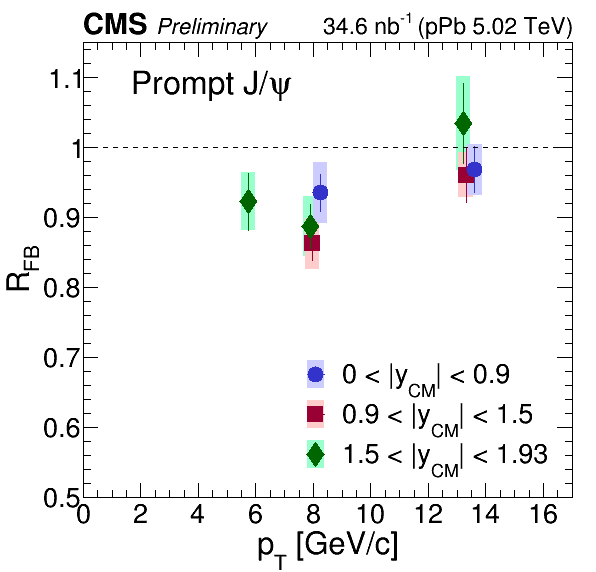 CMS Preliminary 34.6 nb⁻¹ (pPb 5.02 TeV)
Prompt J/ψ
1.1
1
0.9
0.8
0.7
0.6
0.5
R_FB
0 < |y_CM| < 0.9
0.9 < |y_CM| < 1.5
1.5 < |y_CM| < 1.93
0 2 4 6 8 10 12 14 16
p_T [GeV/c]